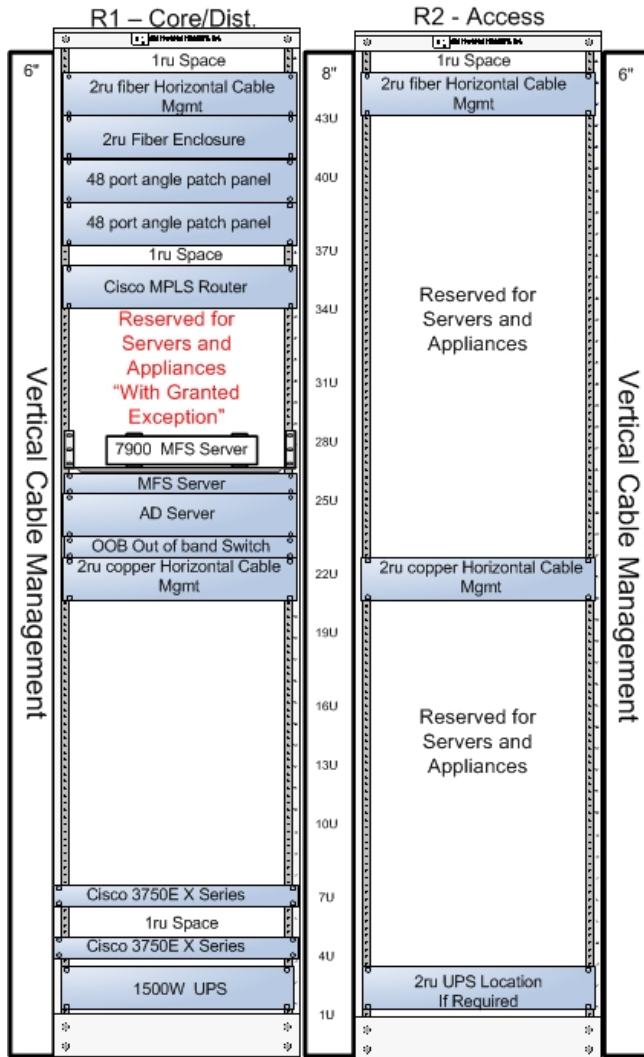 R1 – Core/Dist.
R2 - Access
6"
8"
6"
1ru Space
2ru fiber Horizontal Cable
Mgmt
2ru Fiber Enclosure
48 port angle patch panel
48 port angle patch panel
1ru Space
Cisco MPLS Router
Reserved for
Servers and
Appliances
“With Granted
Exception”
7900 MFS Server
MFS Server
AD Server
OOB Out of band Switch
2ru copper Horizontal Cable
Mgmt
Cisco 3750E X Series
1ru Space
Cisco 3750E X Series
1500W UPS
43U
40U
37U
34U
31U
28U
25U
22U
19U
16U
13U
10U
7U
4U
1U
1ru Space
2ru fiber Horizontal Cable
Mgmt
Reserved for
Servers and
Appliances
2ru copper Horizontal Cable
Mgmt
Reserved for
Servers and
Appliances
2ru UPS Location
If Required
Vertical Cable Management
Vertical Cable Management